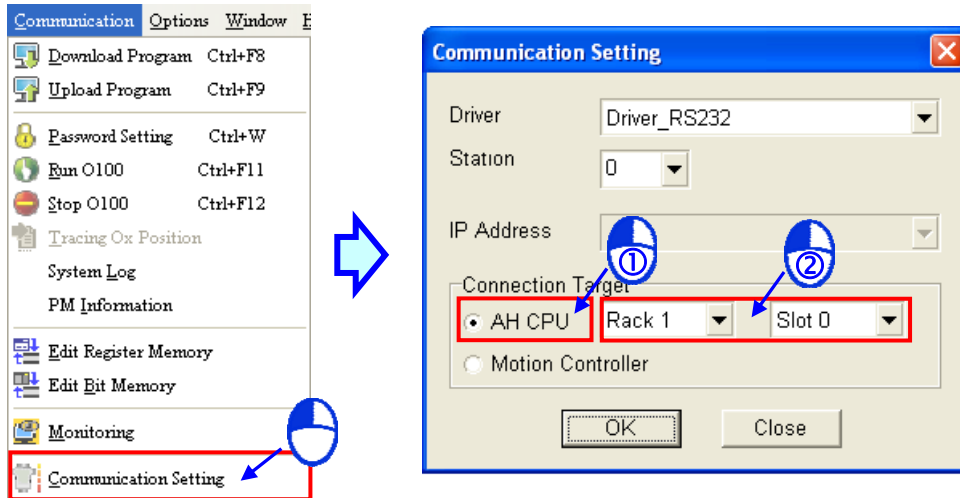 Communication Options Window
Download Program Ctrl+F8
Upload Program Ctrl+F9
Password Setting Ctrl+W
Run O100 Ctrl+F11
Stop O100 Ctrl+F12
Tracing Ox Position
System Log
PM Information
Edit Register Memory
Edit Bit Memory
Monitoring
Communication Setting
Communication Setting
Driver Driver_RS232
Station 0
IP Address
① ②
Connection Target
AH CPU Rack 1 Slot 0
Motion Controller
OK Close